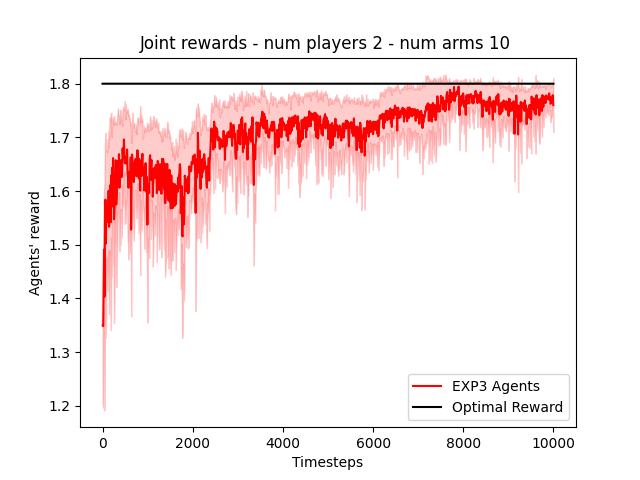 Joint rewards - num players 2 - num arms 10
1.8
1.7
1.6
1.5
1.4
1.3
1.2
Agents' reward
EXP3 Agents
Optimal Reward
0
2000
4000
6000
8000
10000
Timesteps